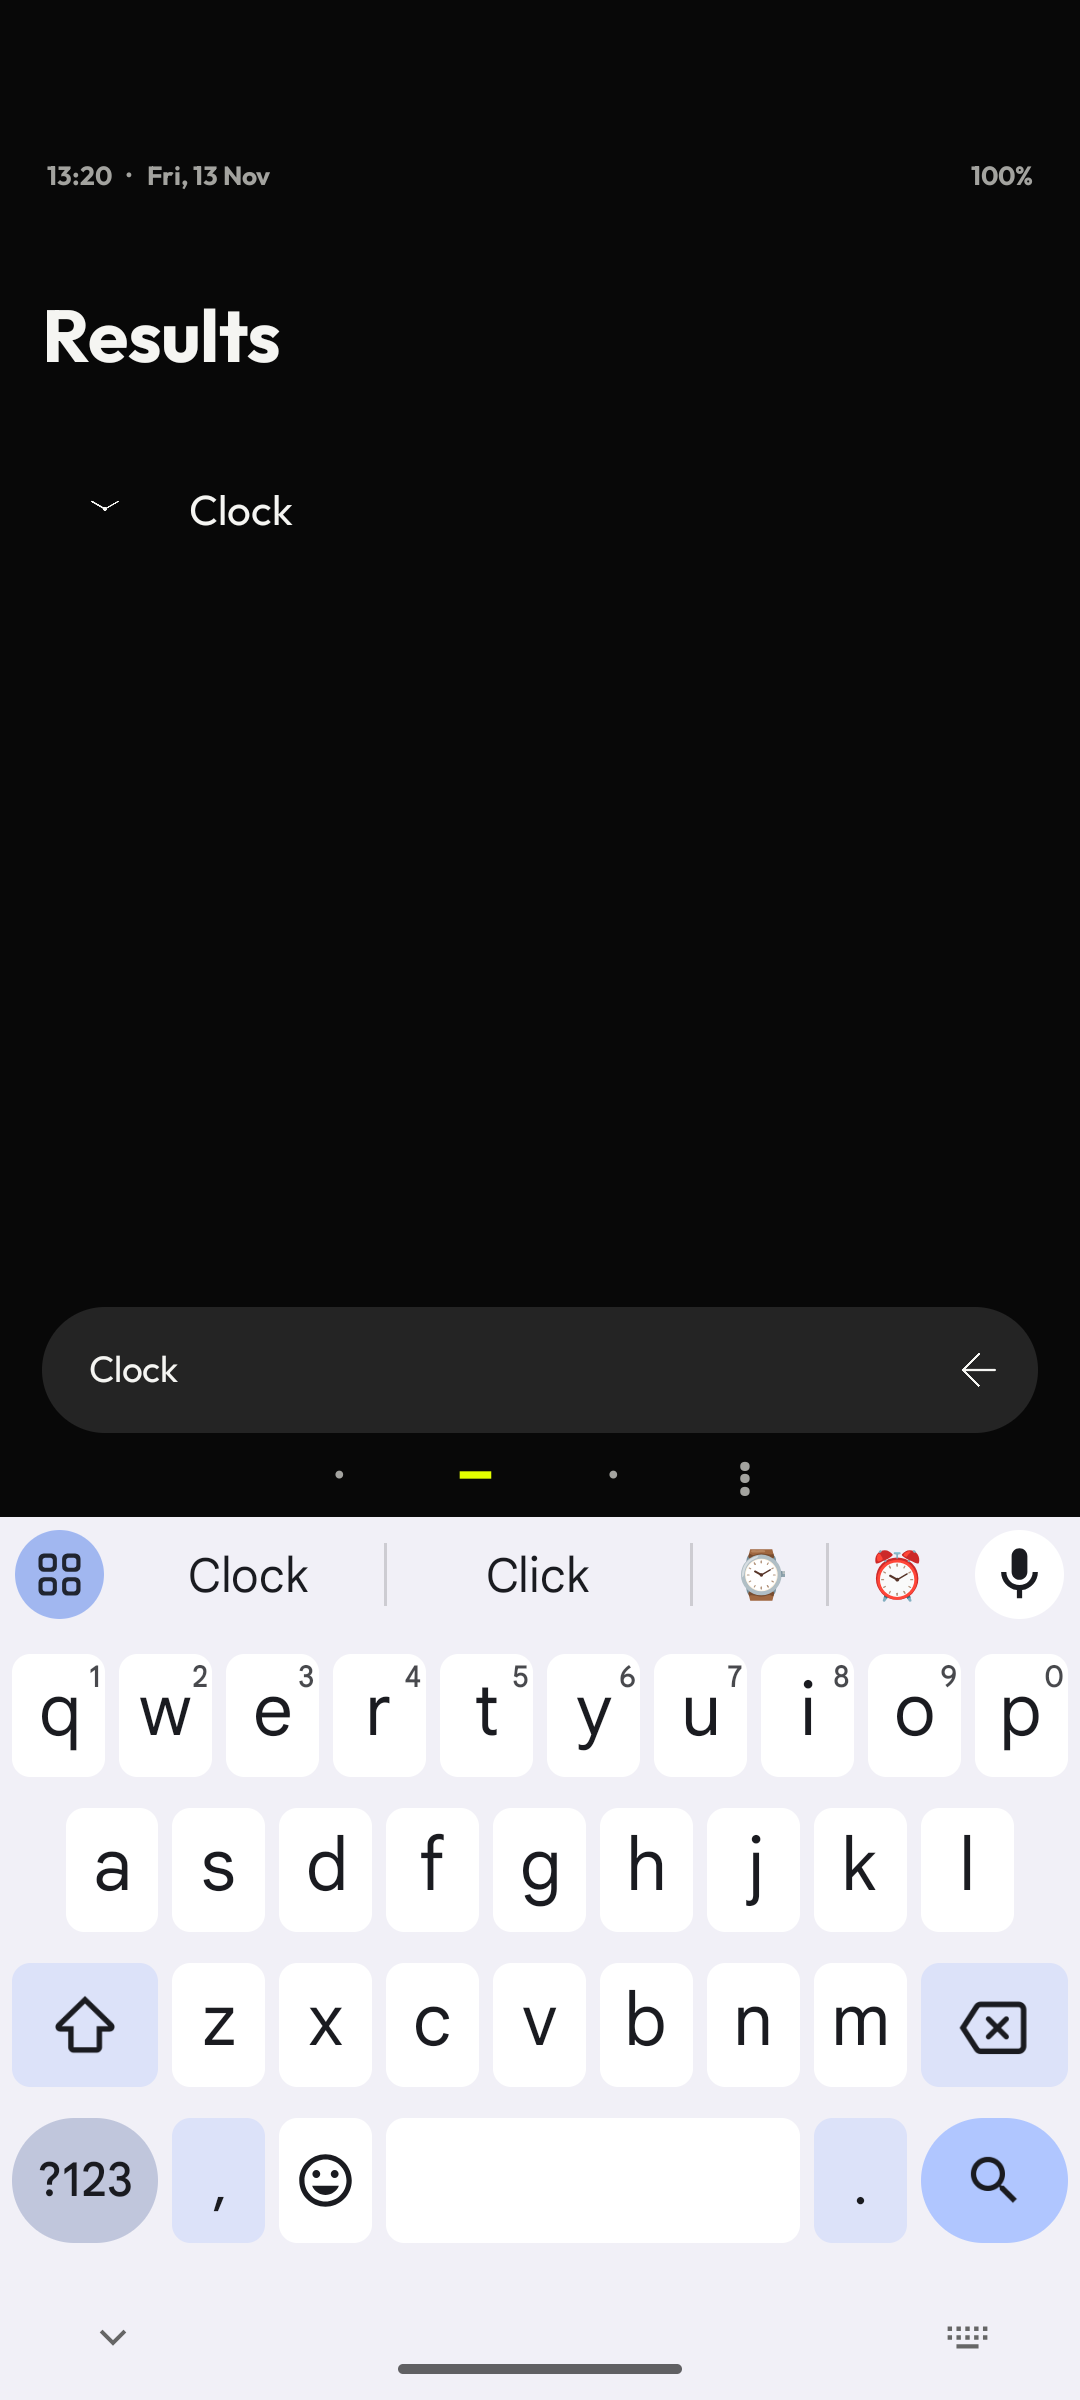 13:20 · Fri, 13 Nov 100%
Results
Clock
Clock
Clock Click
q1 w2 e3 r4 t5 y6 u7 i8 o9 p0
a s d f g h j k l
z x c v b n m
?123 , .